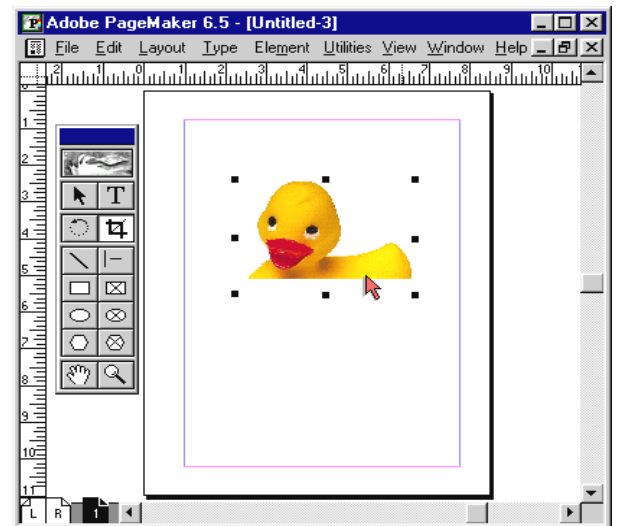 Adobe PageMaker 6.5 - [Untitled-3]
File Edit Layout Type Element Utilities View Window Help
2 1 0 1 2 3 4 5 6 7 8 9 10
0
1
2
3
T
4
5
6
7
8
9
10
11
L R 1